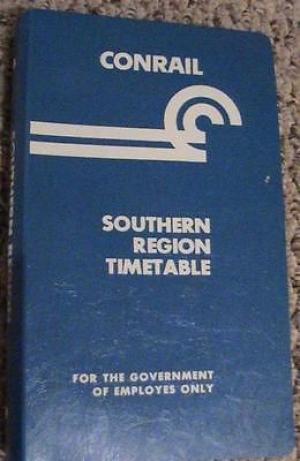 CONRAIL
SOUTHERN
REGION
TIMETABLE
FOR THE GOVERNMENT
OF EMPLOYES ONLY